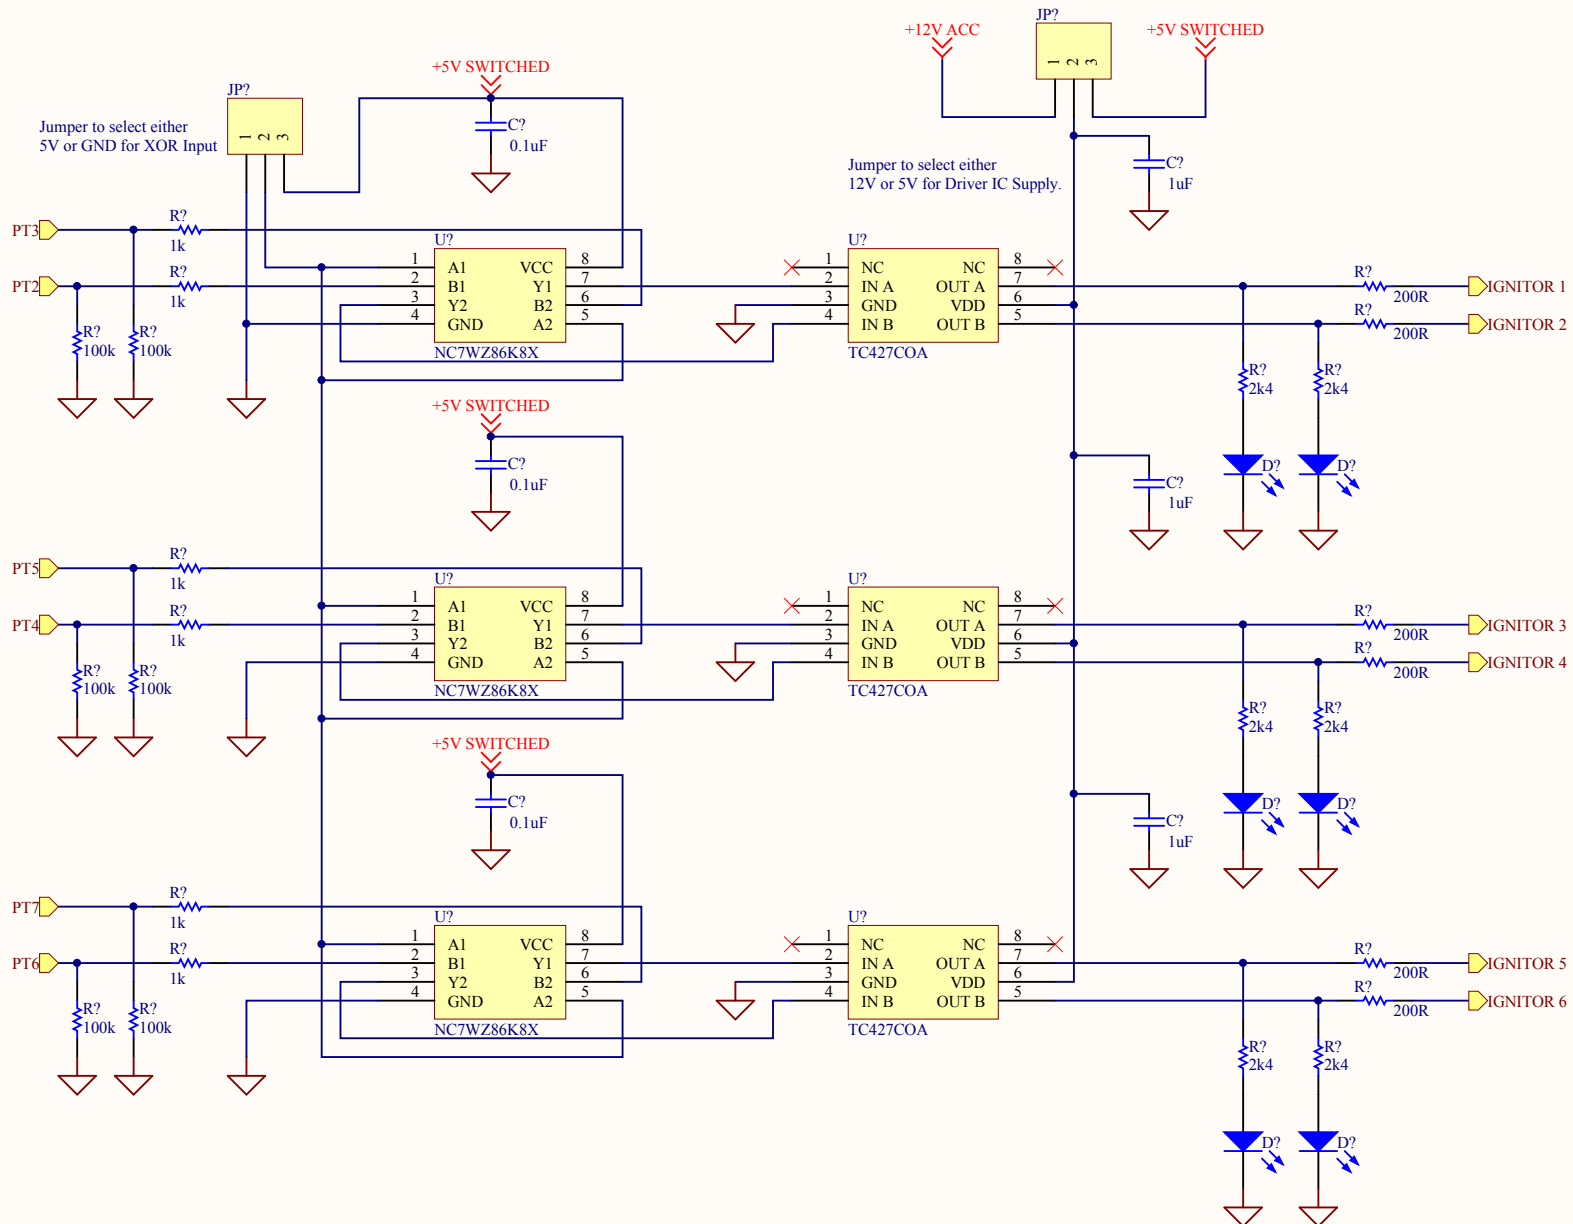 +12V ACC
JP?
+5V SWITCHED
1 2 3
+5V SWITCHED
JP?
1 2 3
Jumper to select either
5V or GND for XOR Input
C?
0.1uF
Jumper to select either
12V or 5V for Driver IC Supply.
C?
1uF
PT3
R?
1k
PT2
R?
1k
R?
100k
R?
100k
U?
1 A1 VCC 8
2 B1 Y1 7
3 Y2 B2 6
4 GND A2 5
NC7WZ86K8X
U?
1 NC NC 8
2 IN A OUT A 7
3 GND VDD 6
4 IN B OUT B 5
TC427COA
R?
200R
IGNITOR 1
R?
200R
IGNITOR 2
R?
2k4
R?
2k4
D?
D?
+5V SWITCHED
C?
0.1uF
C?
1uF
PT5
R?
1k
PT4
R?
1k
R?
100k
R?
100k
U?
1 A1 VCC 8
2 B1 Y1 7
3 Y2 B2 6
4 GND A2 5
NC7WZ86K8X
U?
1 NC NC 8
2 IN A OUT A 7
3 GND VDD 6
4 IN B OUT B 5
TC427COA
R?
200R
IGNITOR 3
R?
200R
IGNITOR 4
R?
2k4
R?
2k4
D?
D?
+5V SWITCHED
C?
0.1uF
C?
1uF
PT7
R?
1k
PT6
R?
1k
R?
100k
R?
100k
U?
1 A1 VCC 8
2 B1 Y1 7
3 Y2 B2 6
4 GND A2 5
NC7WZ86K8X
U?
1 NC NC 8
2 IN A OUT A 7
3 GND VDD 6
4 IN B OUT B 5
TC427COA
R?
200R
IGNITOR 5
R?
200R
IGNITOR 6
R?
2k4
R?
2k4
D?
D?